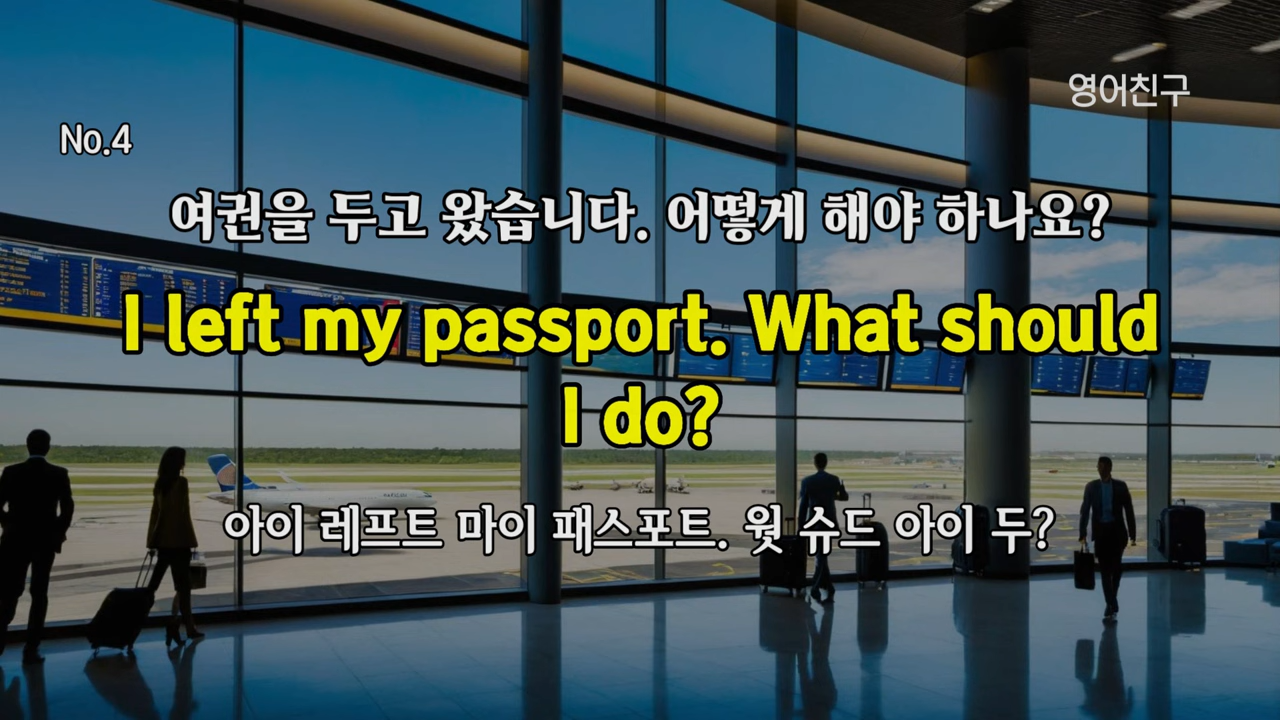 영어친구
No.4
여권을 두고 왔습니다. 어떻게 해야 하나요?
I left my passport. What should
I do?
아이 레프트 마이 패스포트. 웟 슈드 아이 두?